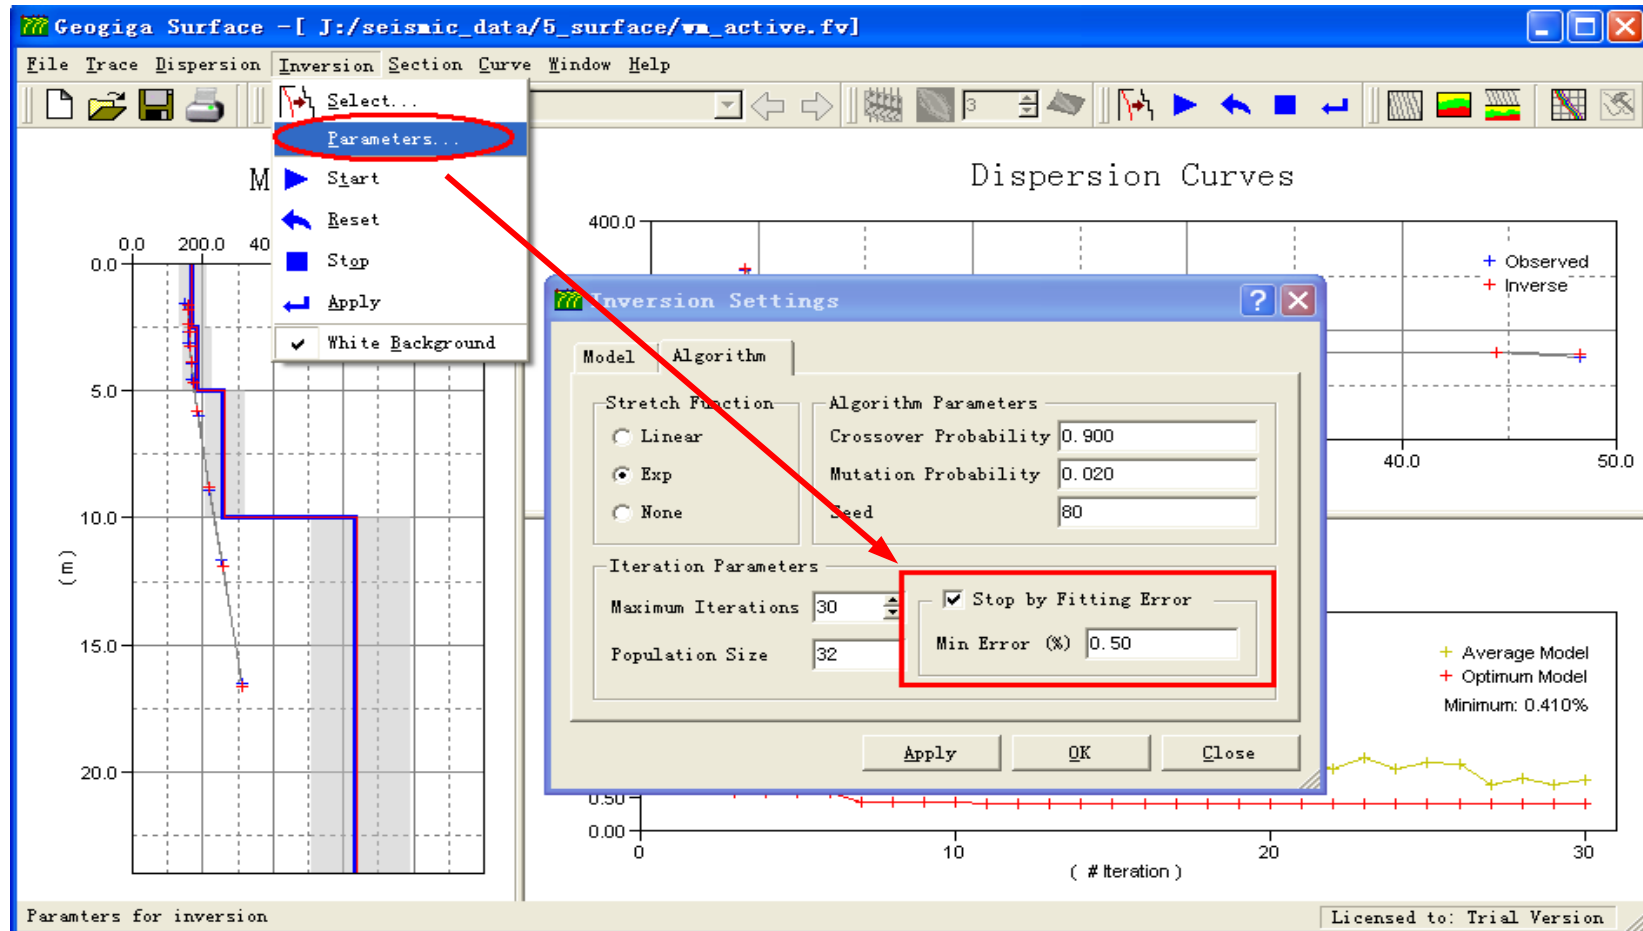 Geogiga Surface -[ J:/seismic_data/5_surface/wm_active.fv]
File Trace Dispersion Inversion Section Curve Window Help
3
Select...
Parameters...
Start
Reset
Stop
Apply
White Background
M
0.0 200.0 40
0.0
5.0
10.0
15.0
20.0
(m)
Dispersion Curves
400.0
Observed
Inverse
40.0 50.0
Inversion Settings
Model Algorithm
Stretch Function
Linear
Exp
None
Algorithm Parameters
Crossover Probability 0.900
Mutation Probability 0.020
Seed 80
Iteration Parameters
Maximum Iterations 30
Population Size 32
Stop by Fitting Error
Min Error (%) 0.50
Apply OK Close
Average Model
Optimum Model
Minimum: 0.410%
0.50
0.00
0 10 20 30
( # Iteration )
Paramters for inversion
Licensed to: Trial Version